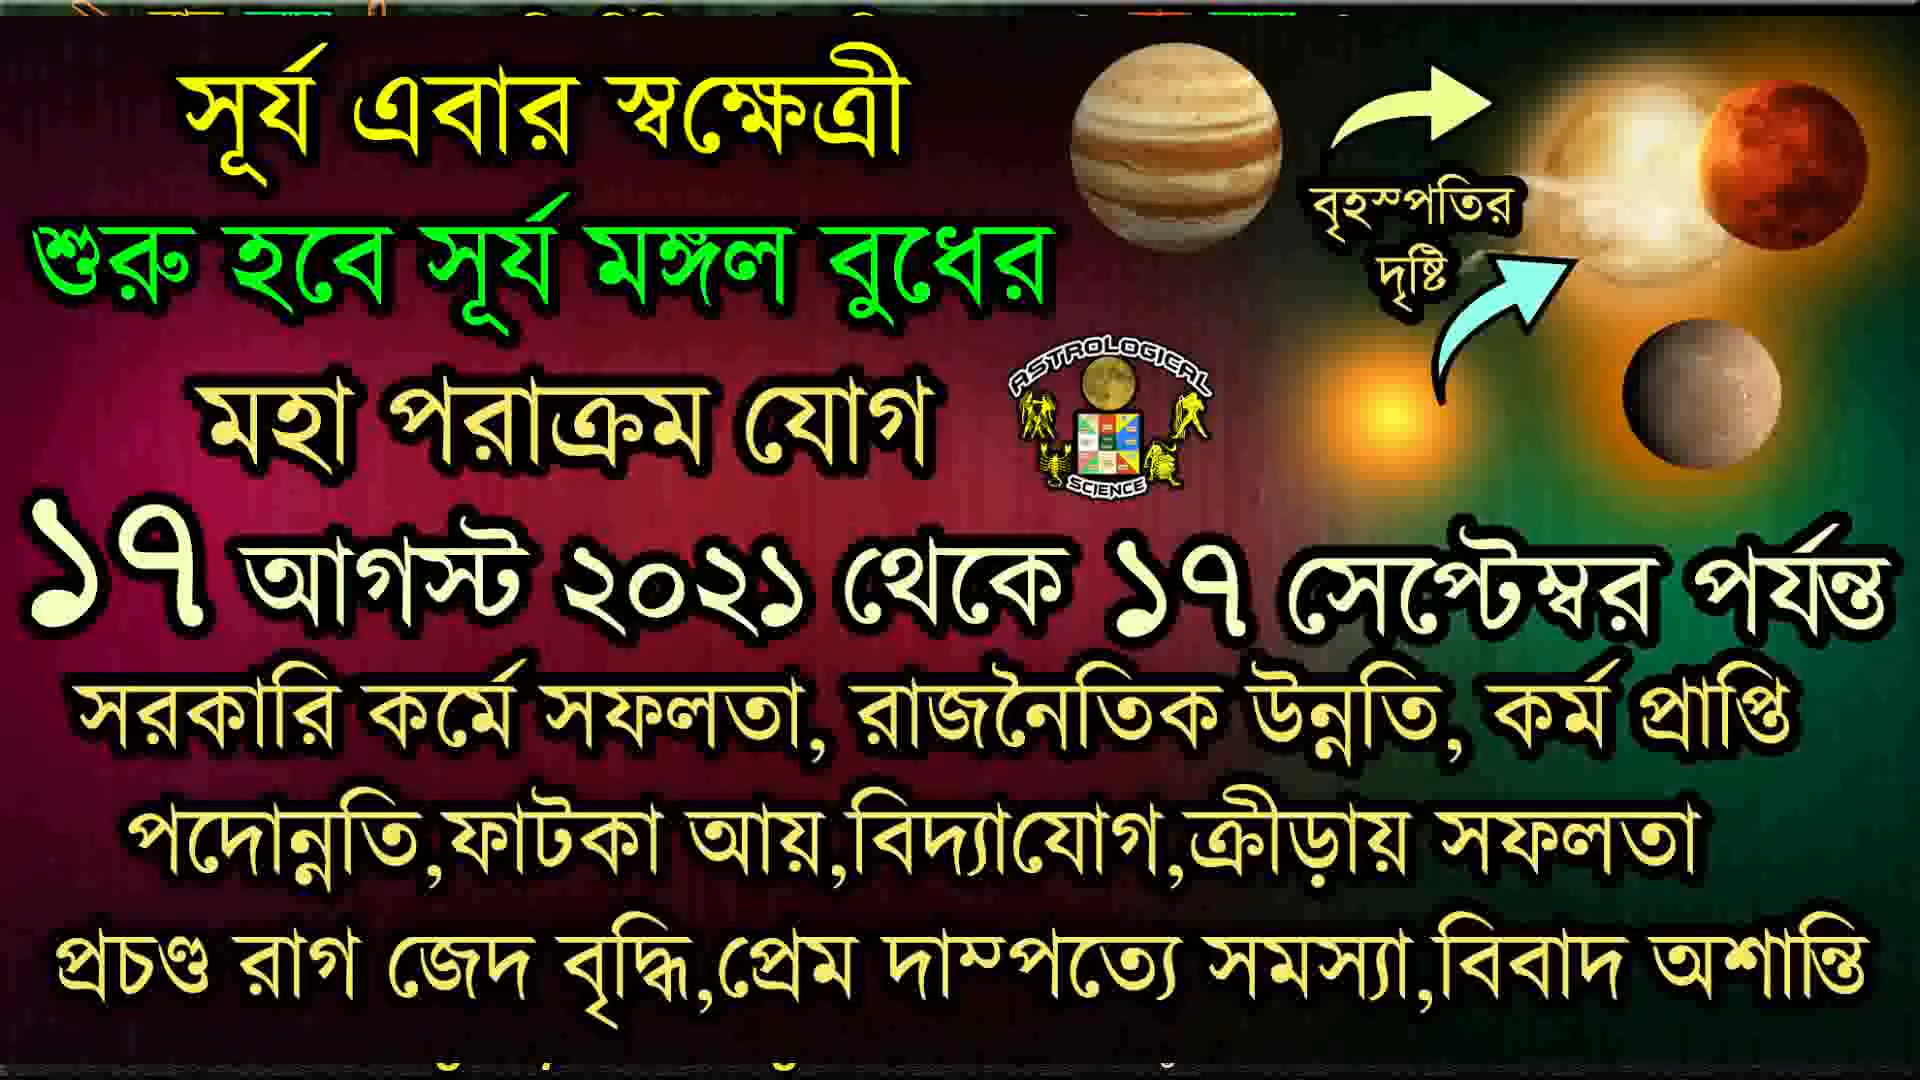 সূর্য এবার স্বক্ষেত্রী
শুরু হবে সূর্য মঙ্গল বুধের
মহা পরাক্রম যোগ
বৃহস্পতির
দৃষ্টি
ASTROLOGICAL
SCIENCE
১৭ আগস্ট ২০২১ থেকে ১৭ সেপ্টেম্বর পর্যন্ত
সরকারি কর্মে সফলতা, রাজনৈতিক উন্নতি, কর্ম প্রাপ্তি
পদোন্নতি,ফাটকা আয়,বিদ্যাযোগ,ক্রীড়ায় সফলতা
প্রচণ্ড রাগ জেদ বৃদ্ধি,প্রেম দাম্পত্যে সমস্যা,বিবাদ অশান্তি